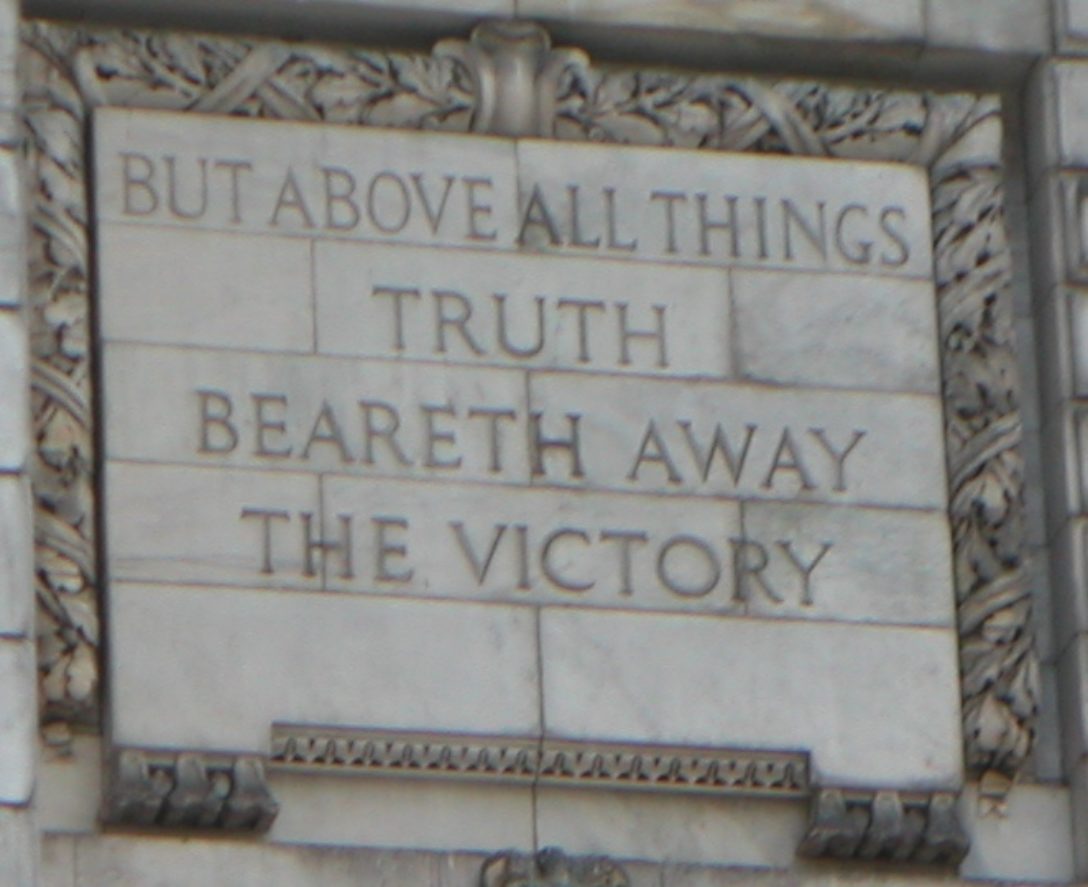 BUT ABOVE ALL THINGS
TRUTH
BEARETH AWAY
THE VICTORY